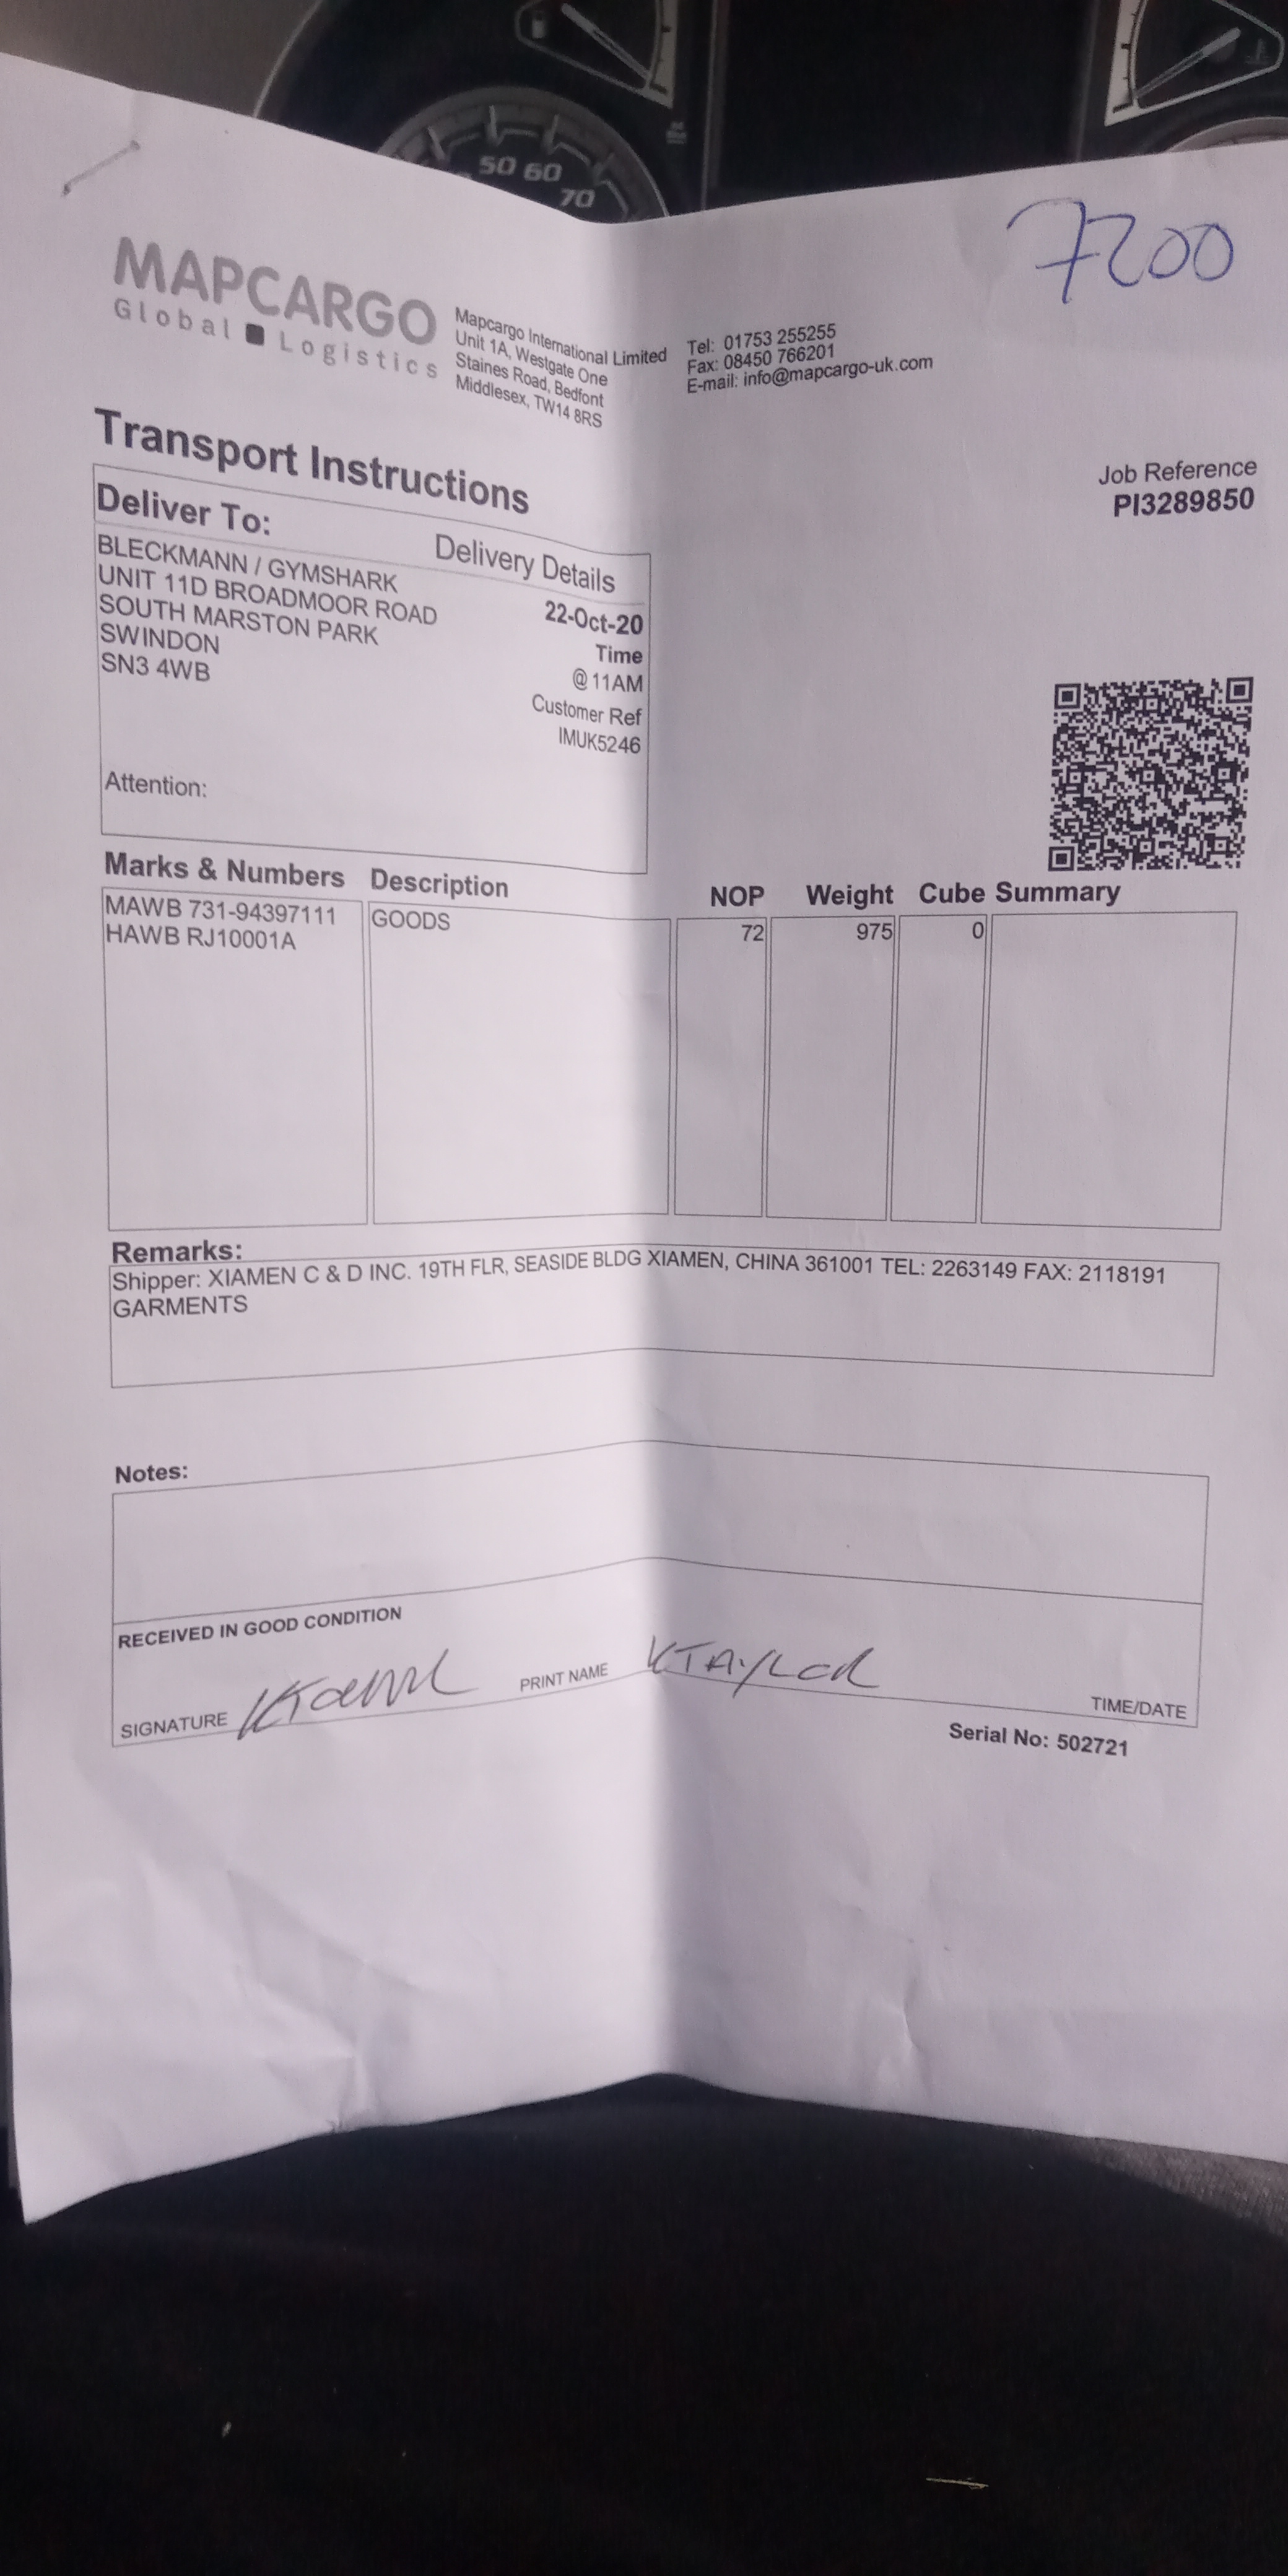 50 60
70
7200
MAPCARGO
Global Logistics
Mapcargo International Limited
Unit 1A, Westgate One
Staines Road, Bedfont
Middlesex, TW14 8RS
Tel: 01753 255255
Fax: 08450 766201
E-mail: info@mapcargo-uk.com
Transport Instructions
Job Reference
PI3289850
Deliver To:
Delivery Details
BLECKMANN / GYMSHARK
UNIT 11D BROADMOOR ROAD
SOUTH MARSTON PARK
SWINDON
SN3 4WB
22-Oct-20
Time
@11AM
Customer Ref
IMUK5246
Attention:
Marks & Numbers Description NOP Weight Cube Summary
MAWB 731-94397111 GOODS 72 975 0
HAWB RJ10001A
Remarks:
Shipper: XIAMEN C & D INC. 19TH FLR, SEASIDE BLDG XIAMEN, CHINA 361001 TEL: 2263149 FAX: 2118191
GARMENTS
Notes:
RECEIVED IN GOOD CONDITION
SIGNATURE PRINT NAME KTAYLOR TIME/DATE
Serial No: 502721